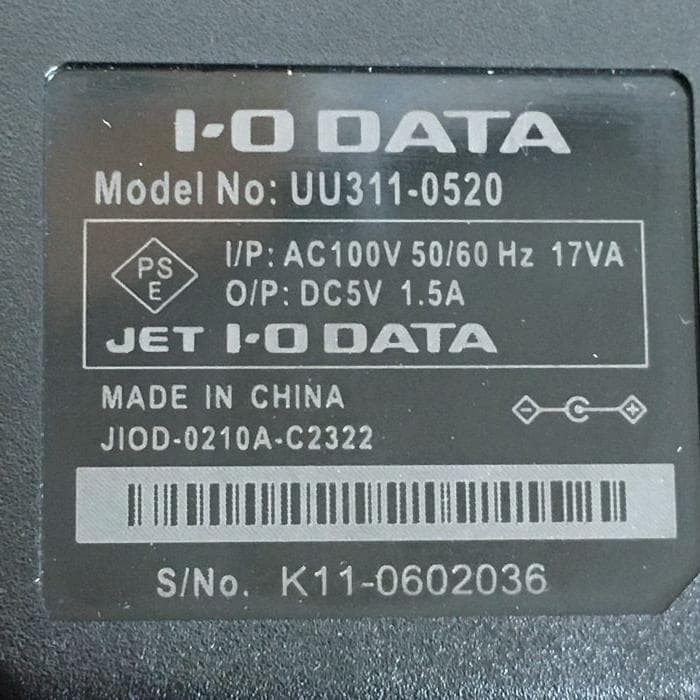 I-O DATA
Model No: UU311-0520
PS
E
I/P: AC100V 50/60 Hz 17VA
O/P: DC5V 1.5A
JET I-O DATA
MADE IN CHINA
JIOD-0210A-C2322
S/No. K11-0602036